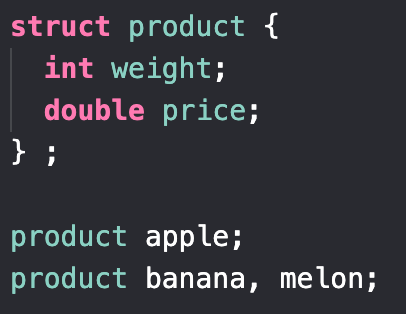 struct product {
  int weight;
  double price;
} ;

product apple;
product banana, melon;